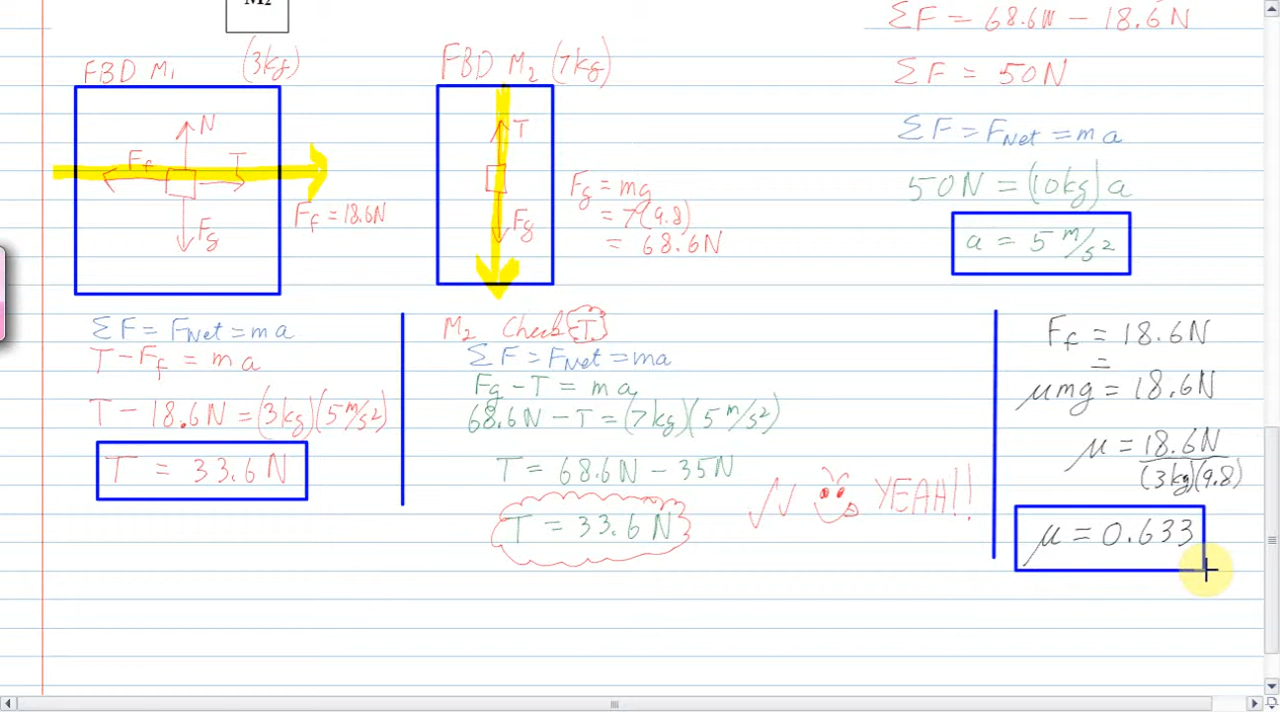 M₂
ΣF = 68.6N - 18.6N
ΣF = 50N
ΣF = FNet = ma
50N = (10kg)a
a = 5 m/s²
FBD M₁ (3kg)
N
Ff
T
Fg
Ff = 18.6N
FBD M₂ (7kg)
T
Fg
Fg = mg
= 7(9.8)
= 68.6N
ΣF = FNet = ma
T - Ff = ma
T - 18.6N = (3kg)(5 m/s²)
T = 33.6N
M₂ Check T
ΣF = FNet = ma
Fg - T = ma
68.6N - T = (7kg)(5 m/s²)
T = 68.6N - 35N
T = 33.6N
YEAH!!
Ff = 18.6N
μmg = 18.6N
μ = 18.6N
(3kg)(9.8)
μ = 0.633